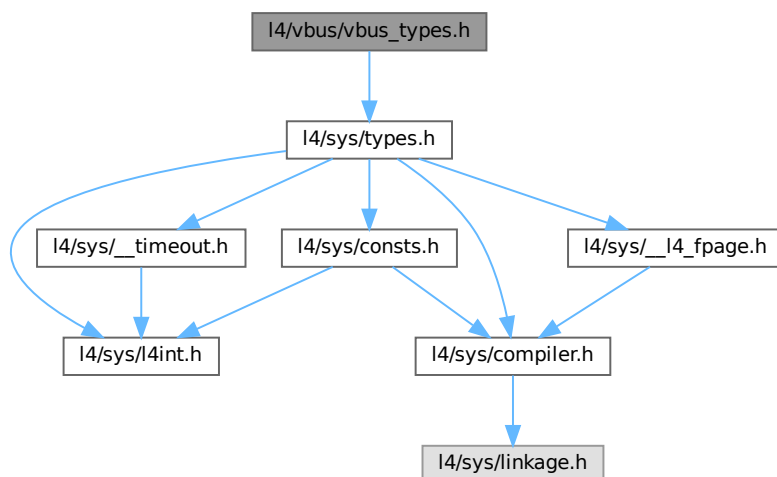 l4/vbus/vbus_types.h
l4/sys/types.h
l4/sys/__timeout.h
l4/sys/consts.h
l4/sys/__l4_fpage.h
l4/sys/l4int.h
l4/sys/compiler.h
l4/sys/linkage.h